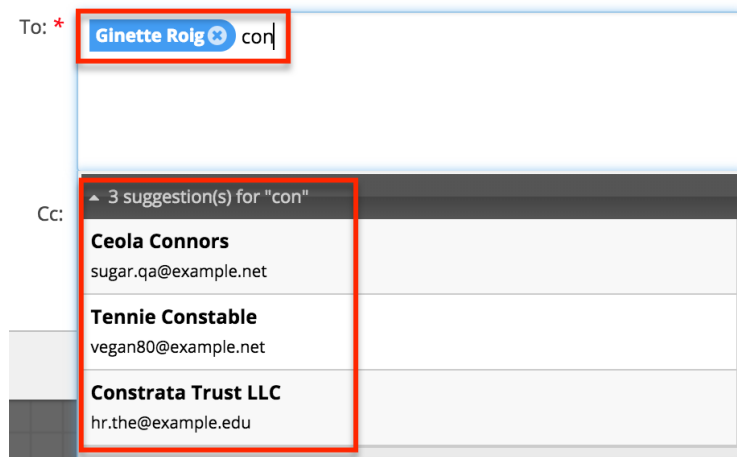 To: *
Ginette Roig con
3 suggestion(s) for "con"
Cc:
Ceola Connors
sugar.qa@example.net
Tennie Constable
vegan80@example.net
Constrata Trust LLC
hr.the@example.edu